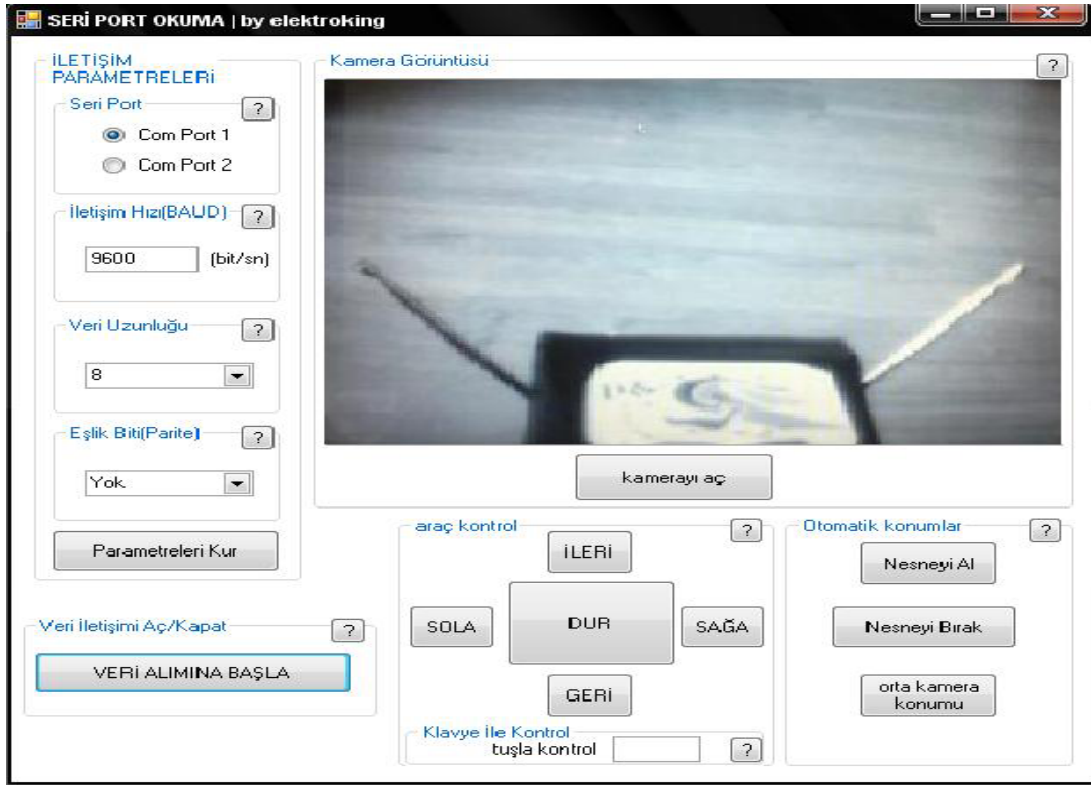 SERİ PORT OKUMA | by elektroking
İLETİŞİM
PARAMETRELERİ
Seri Port
?
Com Port 1
Com Port 2
İletişim Hızı(BAUD)
?
9600
(bit/sn)
Veri Uzunluğu
?
8
Eşlik Biti(Parite)
?
Yok
Parametreleri Kur
Veri İletişimi Aç/Kapat
?
VERİ ALIMINA BAŞLA
Kamera Görüntüsü
?
kamerayı aç
araç kontrol
?
İLERİ
SOLA
DUR
SAĞA
GERİ
Klavye İle Kontrol
tuşla kontrol
?
Otomatik konumlar
?
Nesneyi Al
Nesneyi Bırak
orta kamera
konumu